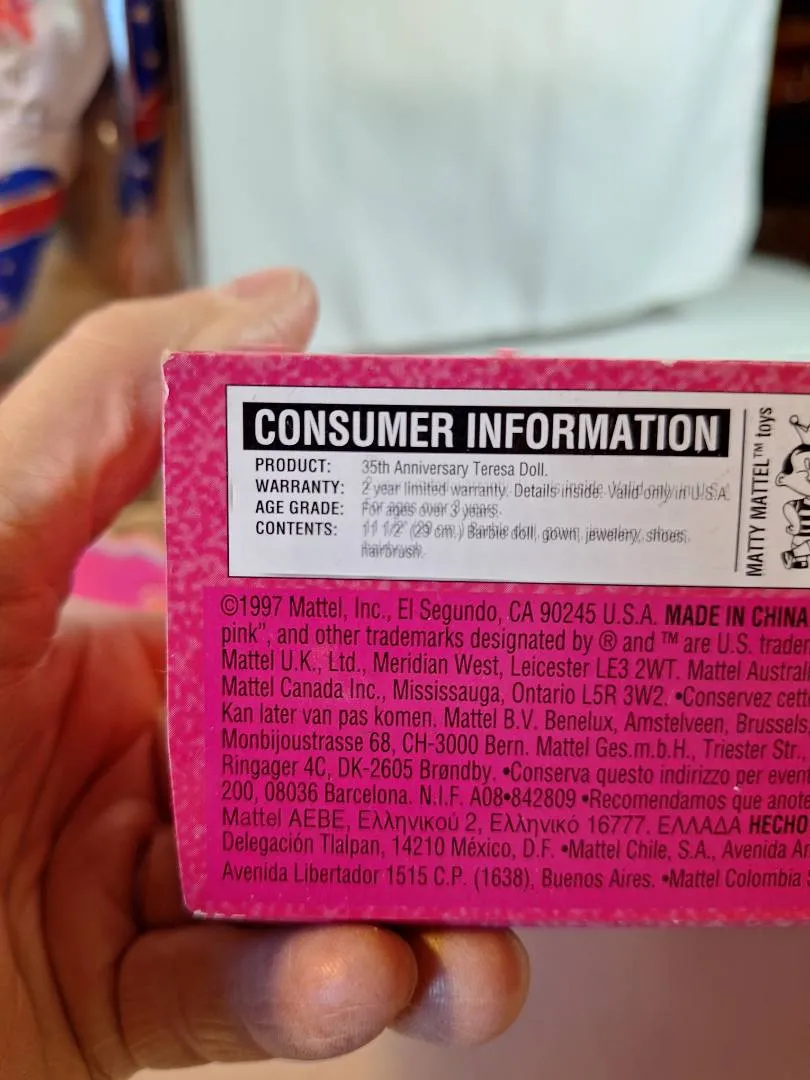 CONSUMER INFORMATION
PRODUCT: 35th Anniversary Teresa Doll.
WARRANTY: 2 year limited warranty. Details inside. Valid only in U.S.A.
AGE GRADE: For ages over 3 years.
CONTENTS: 11 1/2" (29 cm.) Barbie doll, gown, jewelery, shoes,
hairbrush.
MATTY MATTEL™ toys
©1997 Mattel, Inc., El Segundo, CA 90245 U.S.A. MADE IN CHINA
pink”, and other trademarks designated by ® and ™ are U.S. tradem
Mattel U.K., Ltd., Meridian West, Leicester LE3 2WT. Mattel Australi
Mattel Canada Inc., Mississauga, Ontario L5R 3W2. •Conservez cett
Kan later van pas komen. Mattel B.V. Benelux, Amstelveen, Brussels,
Monbijoustrasse 68, CH-3000 Bern. Mattel Ges.m.b.H., Triester Str.,
Ringager 4C, DK-2605 Brøndby. •Conserva questo indirizzo per event
200, 08036 Barcelona. N.I.F. A08•842809 •Recomendamos que anote
Mattel AEBE, Ελληνικού 2, Ελληνικό 16777. ΕΛΛΑΔΑ HECHO
Delegación Tlalpan, 14210 México, D.F. •Mattel Chile, S.A., Avenida Am
Avenida Libertador 1515 C.P. (1638), Buenos Aires. •Mattel Colombia S